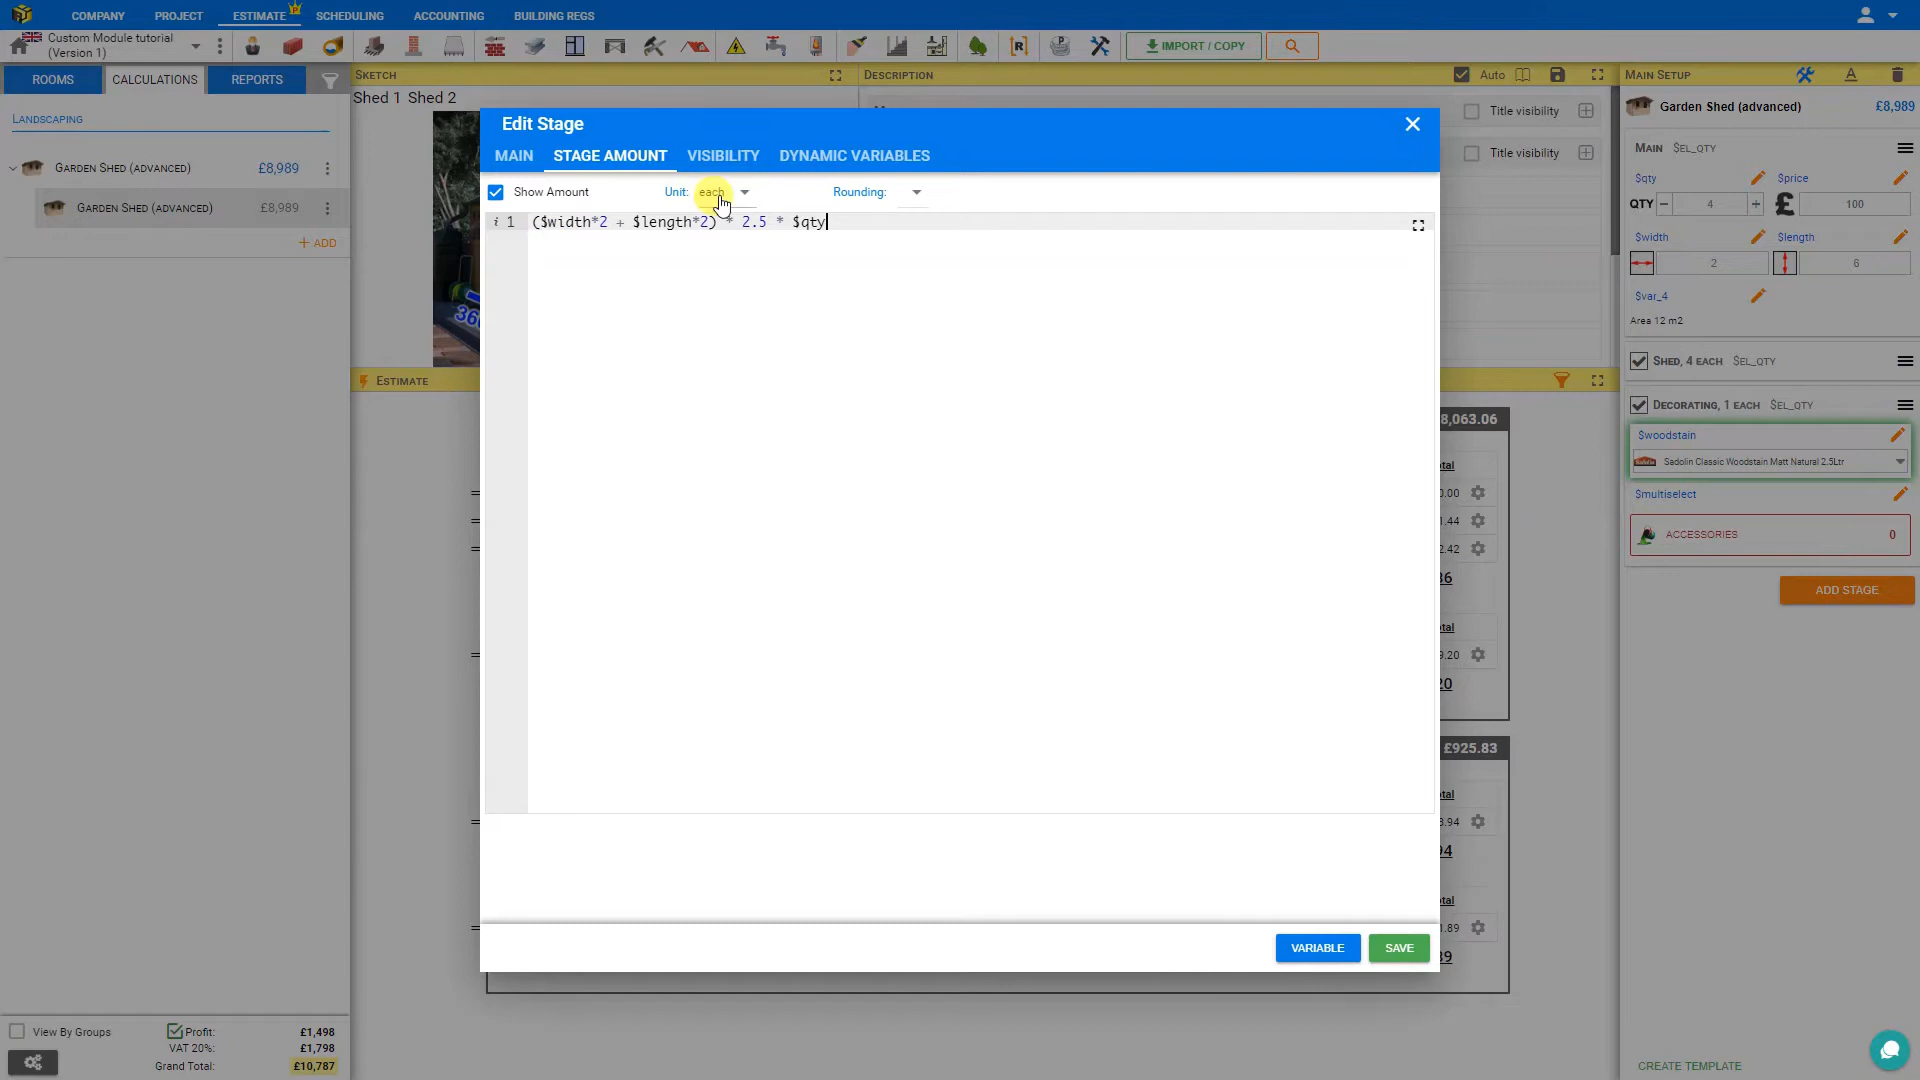 COMPANY PROJECT ESTIMATE SCHEDULING ACCOUNTING BUILDING REGS
Custom Module tutorial
(Version 1)
IMPORT / COPY
ROOMS CALCULATIONS REPORTS
LANDSCAPING
GARDEN SHED (ADVANCED) £8,989
GARDEN SHED (ADVANCED) £8,989
+ ADD
View By Groups
Profit: £1,498
VAT 20%: £1,798
Grand Total: £10,787
SKETCH
Shed 1 Shed 2
DESCRIPTION
Auto
Title visibility
Title visibility
ESTIMATE
Edit Stage
MAIN STAGE AMOUNT VISIBILITY DYNAMIC VARIABLES
Show Amount Unit: each Rounding:
i 1 ($width*2 + $length*2) * 2.5 * $qty
VARIABLE SAVE
£925.83
MAIN SETUP
Garden Shed (advanced) £8,989
MAIN $EL_QTY
$qty $price
QTY 4 £ 100
$width $length
2 6
$var_4
Area 12 m2
SHED, 4 EACH $EL_QTY
DECORATING, 1 EACH $EL_QTY
$woodstain
Sadolin Classic Woodstain Matt Natural 2.5Ltr
$multiselect
ACCESSORIES 0
ADD STAGE
CREATE TEMPLATE